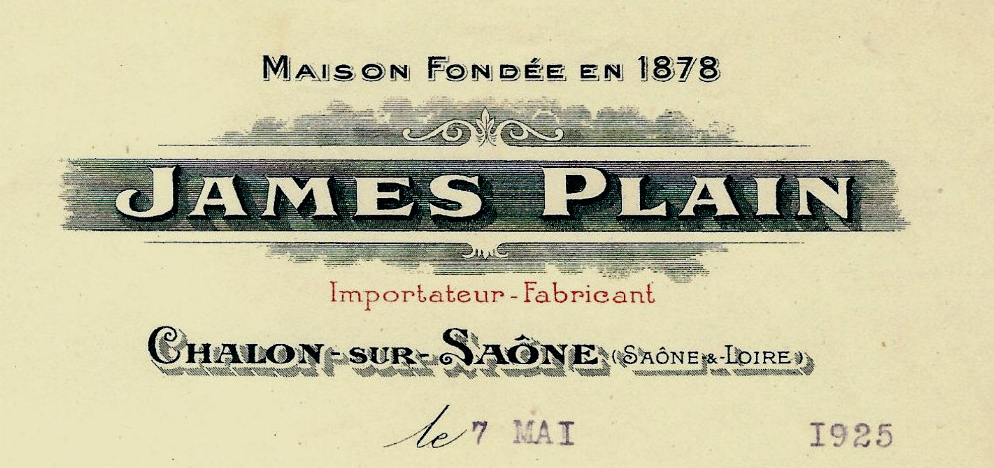 MAISON FONDÉE EN 1878
JAMES PLAIN
Importateur-Fabricant
CHALON-SUR-SAÔNE (SAÔNE-&-LOIRE)
le 7 MAI 1925